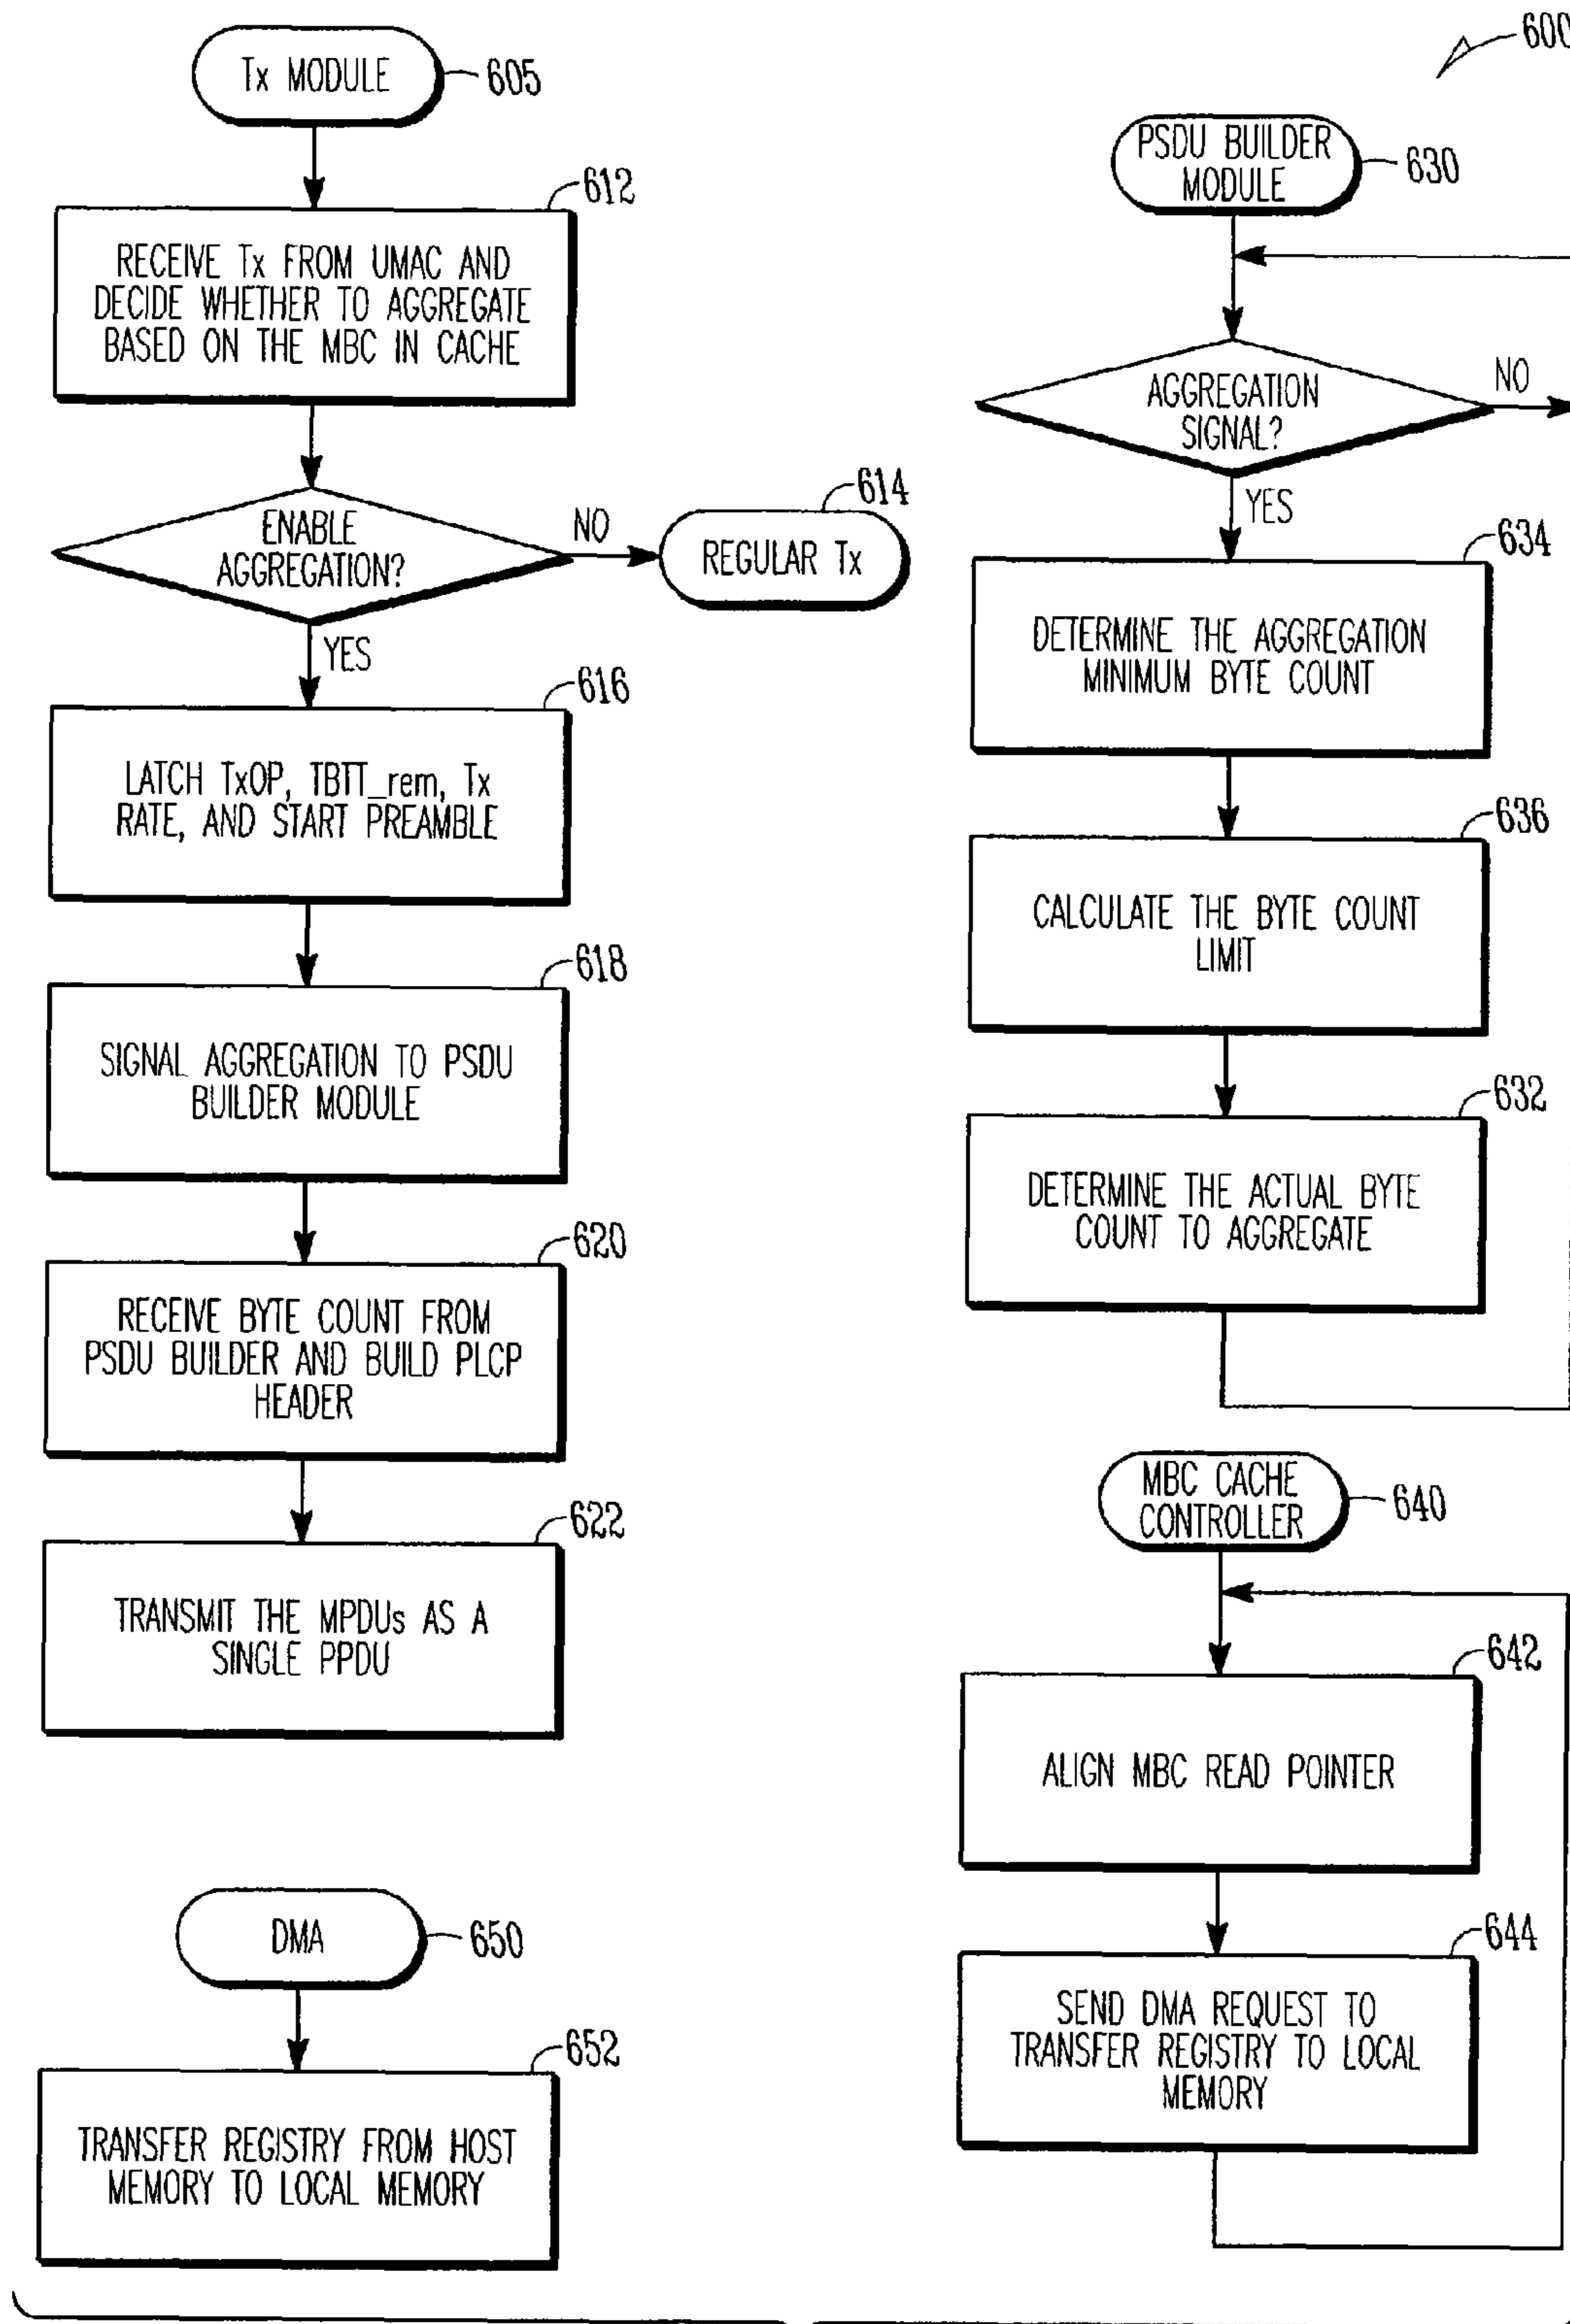 Tx MODULE
605
612
RECEIVE Tx FROM UMAC AND
DECIDE WHETHER TO AGGREGATE
BASED ON THE MBC IN CACHE
ENABLE
AGGREGATION?
NO
614
REGULAR Tx
YES
616
LATCH TxOP, TBTT_rem, Tx
RATE, AND START PREAMBLE
618
SIGNAL AGGREGATION TO PSDU
BUILDER MODULE
620
RECEIVE BYTE COUNT FROM
PSDU BUILDER AND BUILD PLCP
HEADER
622
TRANSMIT THE MPDUs AS A
SINGLE PPDU
DMA
650
652
TRANSFER REGISTRY FROM HOST
MEMORY TO LOCAL MEMORY
600
PSDU BUILDER
MODULE
630
AGGREGATION
SIGNAL?
NO
YES
634
DETERMINE THE AGGREGATION
MINIMUM BYTE COUNT
636
CALCULATE THE BYTE COUNT
LIMIT
632
DETERMINE THE ACTUAL BYTE
COUNT TO AGGREGATE
MBC CACHE
CONTROLLER
640
642
ALIGN MBC READ POINTER
644
SEND DMA REQUEST TO
TRANSFER REGISTRY TO LOCAL
MEMORY